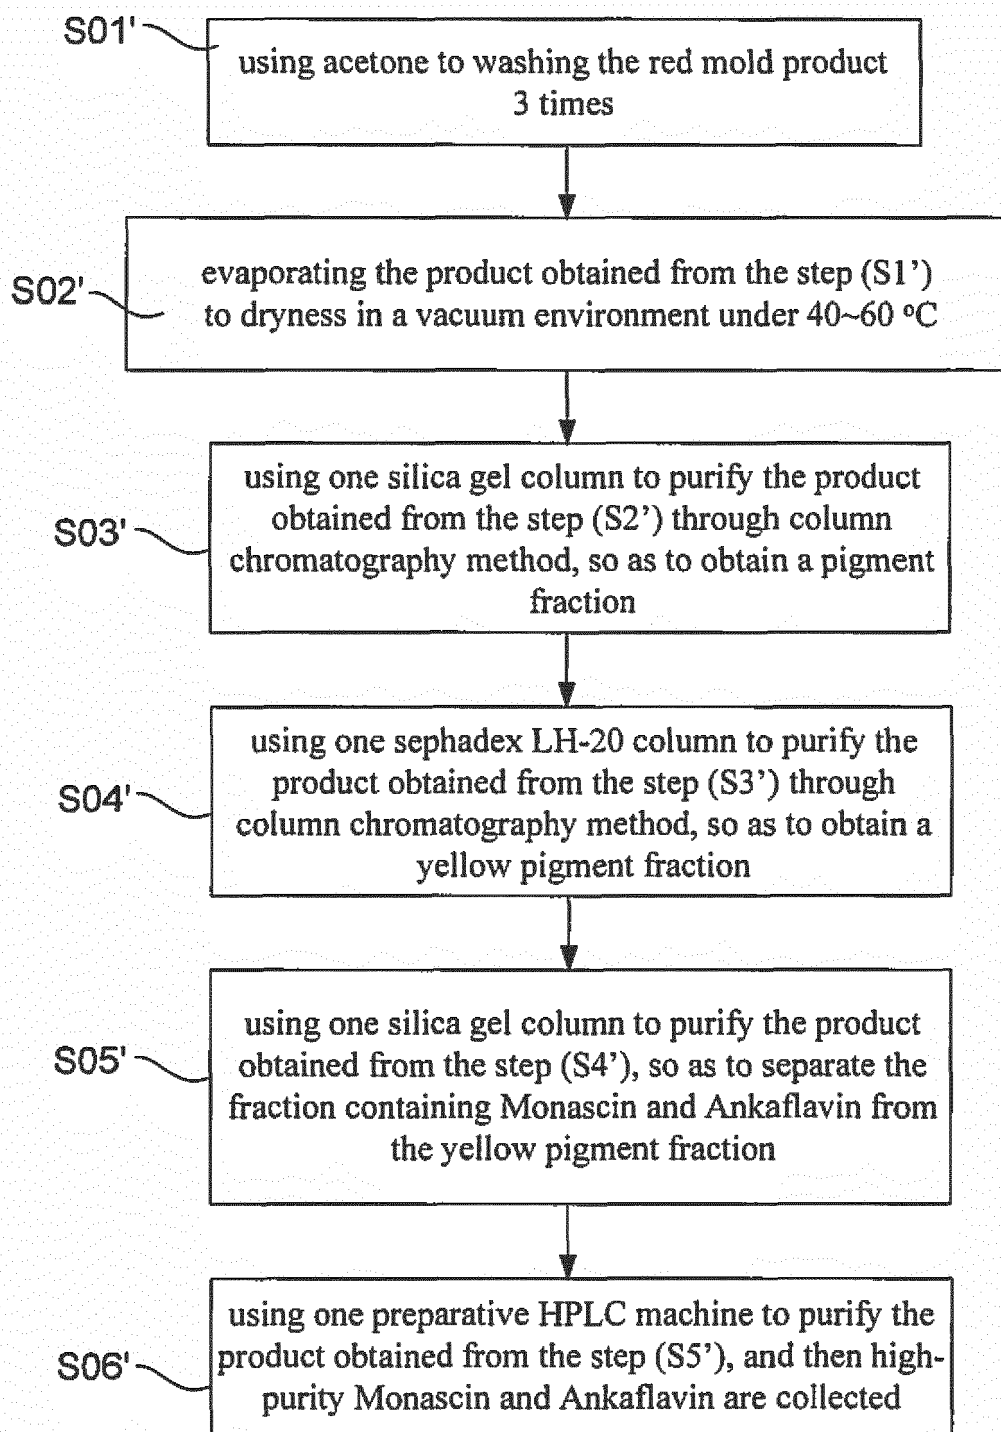 S01'
using acetone to washing the red mold product
3 times
S02'
evaporating the product obtained from the step (S1’)
to dryness in a vacuum environment under 40~60 ºC
S03'
using one silica gel column to purify the product
obtained from the step (S2’) through column
chromatography method, so as to obtain a pigment
fraction
S04'
using one sephadex LH-20 column to purify the
product obtained from the step (S3’) through
column chromatography method, so as to obtain a
yellow pigment fraction
S05'
using one silica gel column to purify the product
obtained from the step (S4’), so as to separate the
fraction containing Monascin and Ankaflavin from
the yellow pigment fraction
S06'
using one preparative HPLC machine to purify the
product obtained from the step (S5’), and then high-
purity Monascin and Ankaflavin are collected